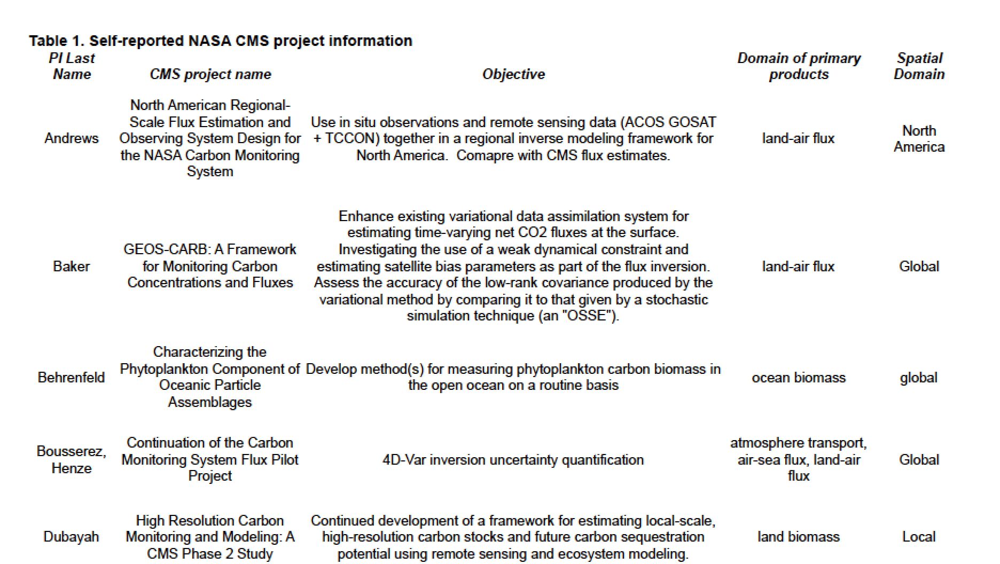 Table 1. Self-reported NASA CMS project information
PI Last
Name
CMS project name
Objective
Domain of primary
products
Spatial
Domain
Andrews
North American Regional-
Scale Flux Estimation and
Observing System Design for
the NASA Carbon Monitoring
System
Use in situ observations and remote sensing data (ACOS GOSAT
+ TCCON) together in a regional inverse modeling framework for
North America.  Comapre with CMS flux estimates.
land-air flux
North
America
Baker
GEOS-CARB: A Framework
for Monitoring Carbon
Concentrations and Fluxes
Enhance existing variational data assimilation system for
estimating time-varying net CO2 fluxes at the surface.
Investigating the use of a weak dynamical constraint and
estimating satellite bias parameters as part of the flux inversion.
Assess the accuracy of the low-rank covariance produced by the
variational method by comparing it to that given by a stochastic
simulation technique (an "OSSE").
land-air flux
Global
Behrenfeld
Characterizing the
Phytoplankton Component of
Oceanic Particle
Assemblages
Develop method(s) for measuring phytoplankton carbon biomass in
the open ocean on a routine basis
ocean biomass
global
Bousserez,
Henze
Continuation of the Carbon
Monitoring System Flux Pilot
Project
4D-Var inversion uncertainty quantification
atmosphere transport,
air-sea flux, land-air
flux
Global
Dubayah
High Resolution Carbon
Monitoring and Modeling: A
CMS Phase 2 Study
Continued development of a framework for estimating local-scale,
high-resolution carbon stocks and future carbon sequestration
potential using remote sensing and ecosystem modeling.
land biomass
Local